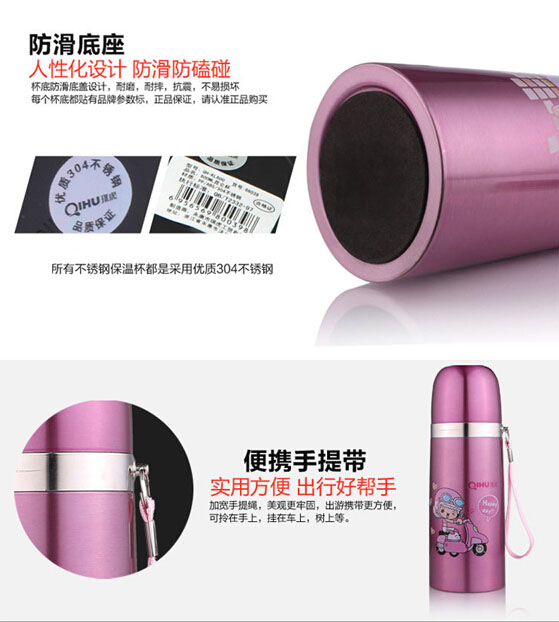 防滑底座
人性化设计 防滑防磕碰
杯底防滑底盖设计，耐磨，耐摔，抗震，不易损坏
每个杯底都贴有品牌参数标，正品保证，请认准正品购买
优质304不锈钢
QIHU琪虎
品质保证
所有不锈钢保温杯都是采用优质304不锈钢
便携手提带
实用方便 出行好帮手
加宽手提绳，美观更牢固，出游携带更方便，
可拎在手上，挂在车上，树上等。
QIHU
Happy
day!